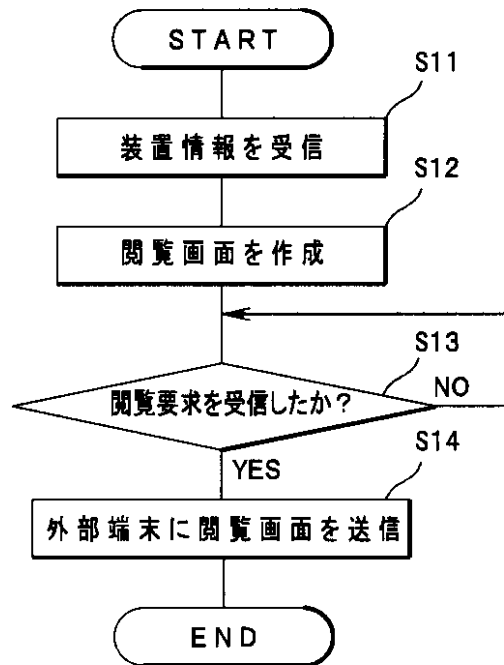 START
S11
装置情報を受信
S12
閲覧画面を作成
S13
閲覧要求を受信したか？
NO
YES
S14
外部端末に閲覧画面を送信
END